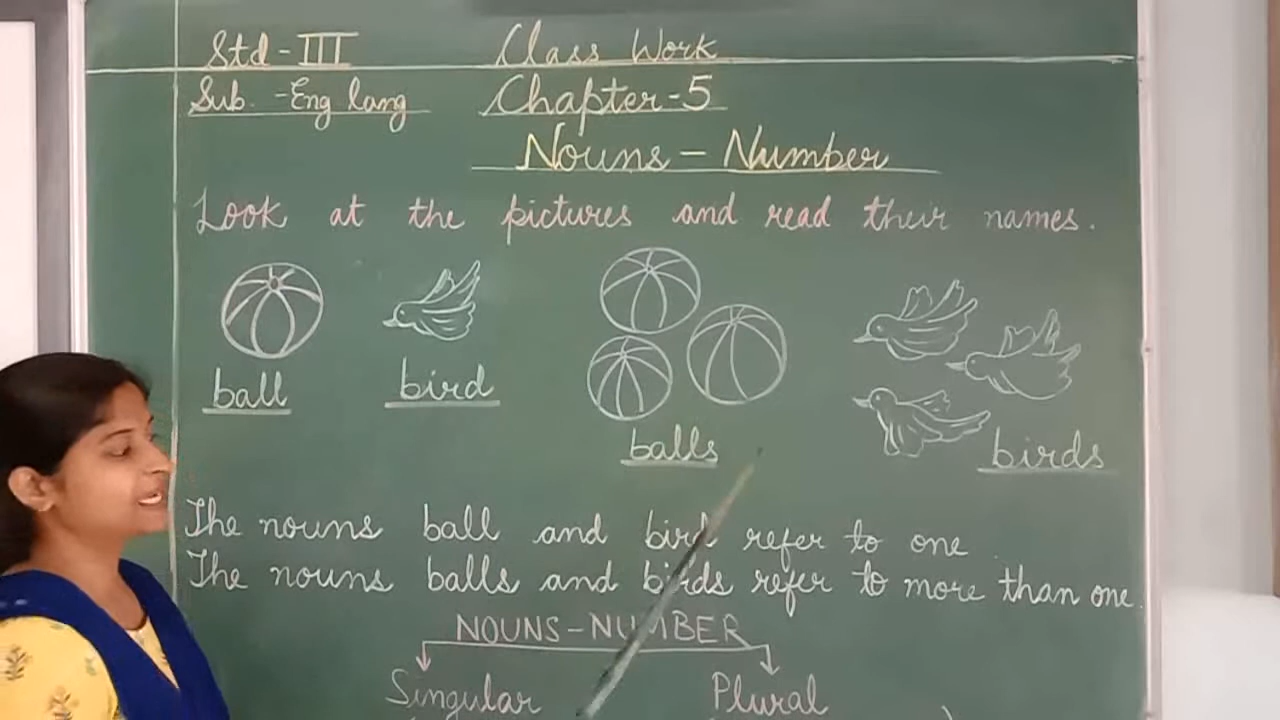 Std-III Class Work
Sub. -Eng lang Chapter-5
Nouns - Number
Look at the pictures and read their names.
ball bird
balls birds
The nouns ball and bird refer to one
The nouns balls and birds refer to more than one.
NOUNS-NUMBER
Singular Plural